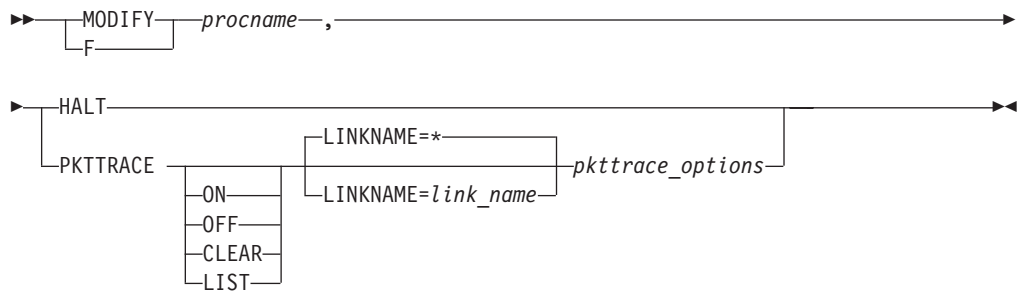 MODIFY procname ,
F
HALT
LINKNAME=*
PKTTRACE pkttrace_options
ON LINKNAME=link_name
OFF
CLEAR
LIST